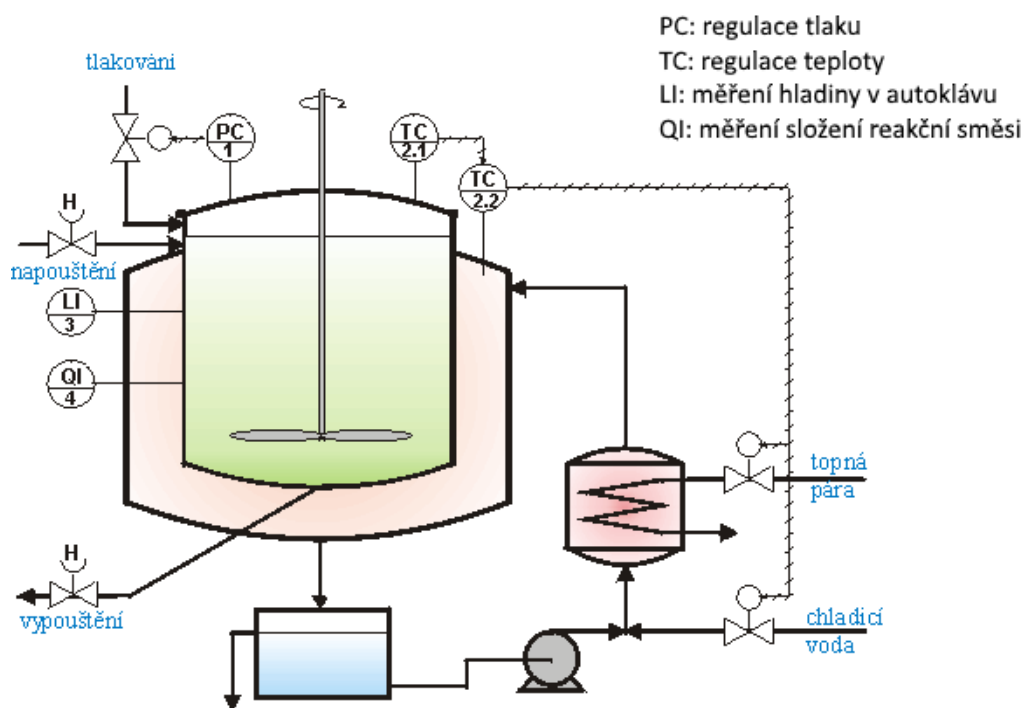 PC: regulace tlaku
TC: regulace teploty
LI: měření hladiny v autoklávu
QI: měření složení reakční směsi
tlakování
PC
1
TC
2.1
TC
2.2
H
napouštění
LI
3
QI
4
topná
pára
H
vypouštění
chladicí
voda